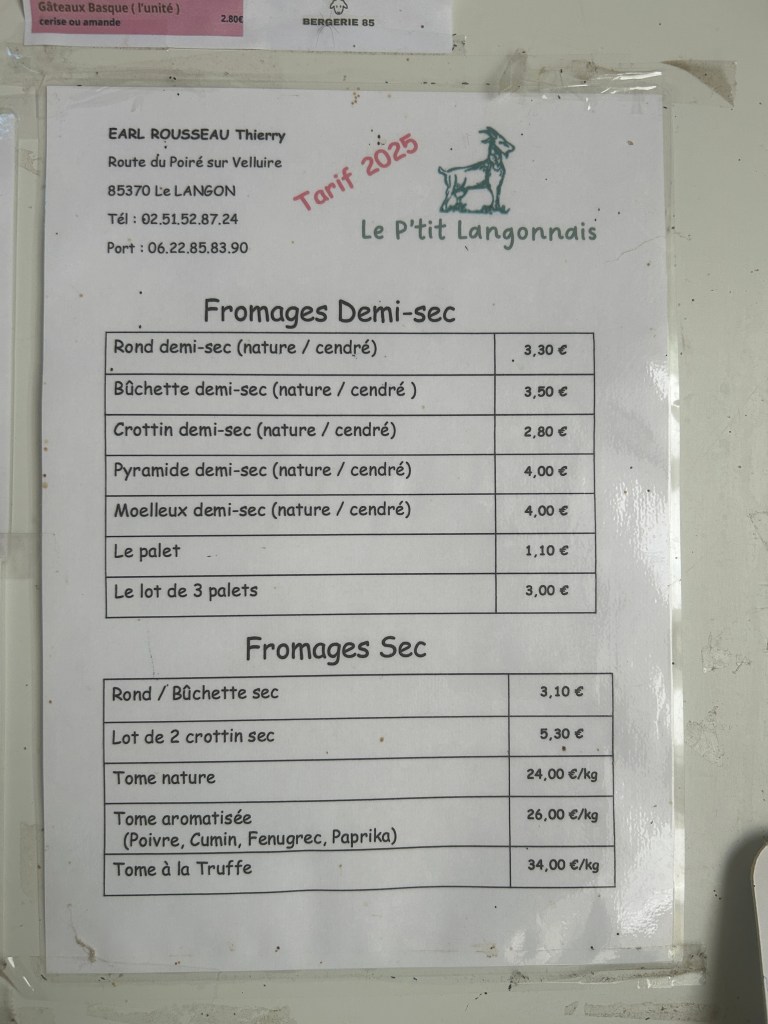 Gâteaux Basque ( l'unité )
cerise ou amande 2.80€
BERGERIE 85
EARL ROUSSEAU Thierry
Route du Poiré sur Velluire
85370 Le LANGON
Tél : 02.51.52.87.24
Port : 06.22.85.83.90
Tarif 2025
Le P'tit Langonnais
Fromages Demi-sec
Rond demi-sec (nature / cendré) 3,30 €
Bûchette demi-sec (nature / cendré ) 3,50 €
Crottin demi-sec (nature / cendré) 2,80 €
Pyramide demi-sec (nature / cendré) 4,00 €
Moelleux demi-sec (nature / cendré) 4,00 €
Le palet 1,10 €
Le lot de 3 palets 3,00 €
Fromages Sec
Rond / Bûchette sec 3,10 €
Lot de 2 crottin sec 5,30 €
Tome nature 24,00 €/kg
Tome aromatisée 26,00 €/kg
(Poivre, Cumin, Fenugrec, Paprika)
Tome à la Truffe 34,00 €/kg